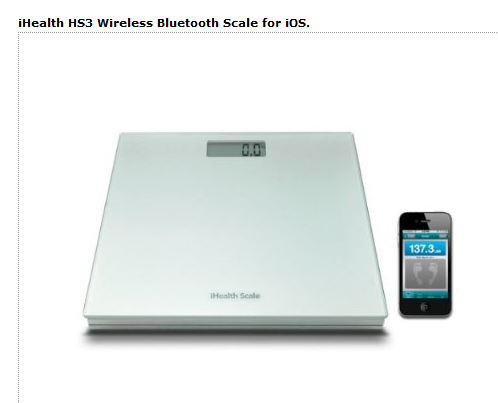 iHealth HS3 Wireless Bluetooth Scale for iOS.
0.0
137.3
iHealth Scale